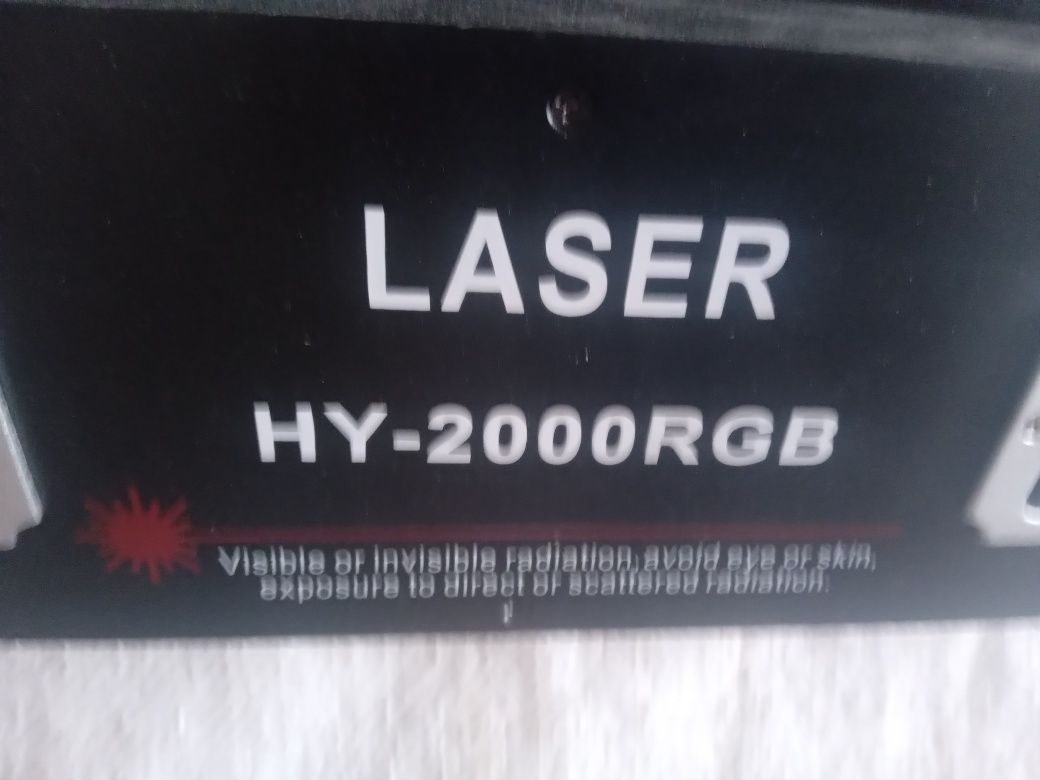 LASER
HY-2000RGB
Visible or invisible radiation, avoid eye or skin,
exposure to direct or scattered radiation.